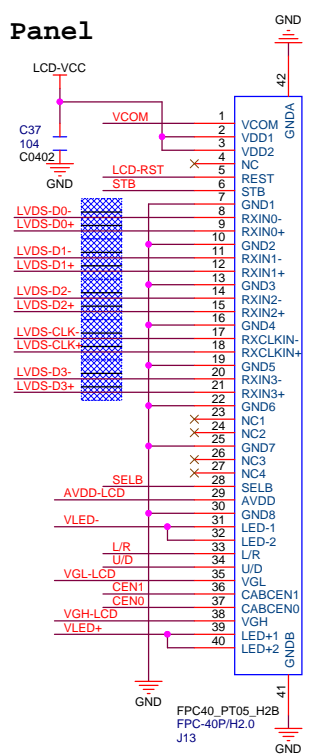 GND
Panel
LCD-VCC
42
GNDA
C37
104
C0402
GND
VCOM 1 VCOM
2 VDD1
3 VDD2
4 NC
LCD-RST 5 REST
STB 6 STB
7 GND1
LVDS-D0- 8 RXIN0-
LVDS-D0+ 9 RXIN0+
10 GND2
LVDS-D1- 11 RXIN1-
LVDS-D1+ 12 RXIN1+
13 GND3
LVDS-D2- 14 RXIN2-
LVDS-D2+ 15 RXIN2+
16 GND4
LVDS-CLK- 17 RXCLKIN-
LVDS-CLK+ 18 RXCLKIN+
19 GND5
LVDS-D3- 20 RXIN3-
LVDS-D3+ 21 RXIN3+
22 GND6
23 NC1
24 NC2
25 GND7
26 NC3
27 NC4
SELB 28 SELB
AVDD-LCD 29 AVDD
30 GND8
VLED- 31 LED-1
32 LED-2
L/R 33 L/R
U/D 34 U/D
VGL-LCD 35 VGL
CEN1 36 CABCEN1
CEN0 37 CABCEN0
VGH-LCD 38 VGH
VLED+ 39 LED+1
40 LED+2
GNDB
41
GND
FPC40_PT05_H2B
FPC-40P/H2.0
J13
GND